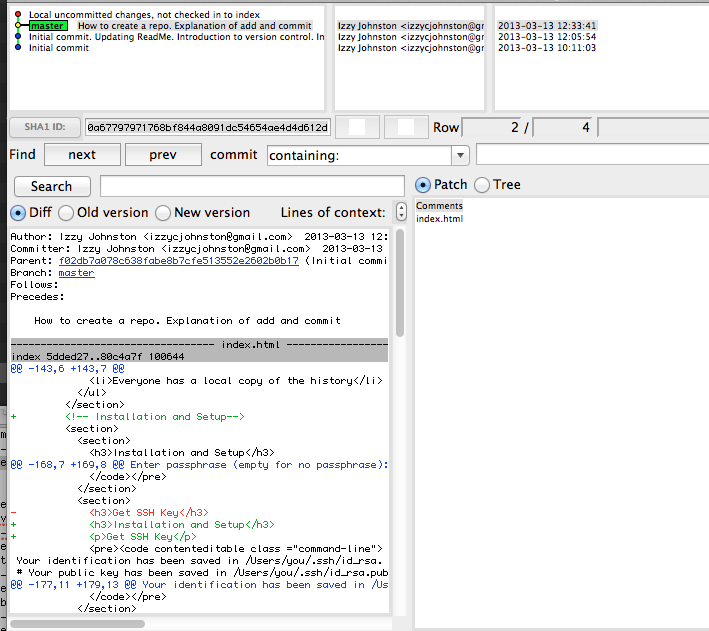 Local uncommitted changes, not checked in to index
master How to create a repo. Explanation of add and commit Izzy Johnston <izzycjohnston@gr 2013-03-13 12:33:41
Initial commit. Updating ReadMe. Introduction to version control. In Izzy Johnston <izzycjohnston@gr 2013-03-13 12:05:54
Initial commit Izzy Johnston <izzycjohnston@gr 2013-03-13 10:11:03
SHA1 ID: 0a67797971768bf844a8091dc54654ae4d4d612d Row 2 / 4
Find next prev commit containing:
Search
Patch Tree
Diff Old version New version Lines of context:
Comments
index.html
Author: Izzy Johnston <izzycjohnston@gmail.com> 2013-03-13 12:
Committer: Izzy Johnston <izzycjohnston@gmail.com> 2013-03-13
Parent: f02db7a078c638fabe8b7cfe513552e2602b0b17 (Initial commi
Branch: master
Follows:
Precedes:
How to create a repo. Explanation of add and commit
-------------------------------- index.html --------------------------------
index 5dded27..80c4a7f 100644
@@ -143,6 +143,7 @@
<li>Everyone has a local copy of the history</li>
</ul>
</section>
+ <!-- Installation and Setup-->
<section>
<section>
<h3>Installation and Setup</h3>
@@ -168,7 +169,8 @@ Enter passphrase (empty for no passphrase):
</code></pre>
</section>
<section>
- <h3>Get SSH Key</h3>
+ <h3>Installation and Setup</h3>
+ <p>Get SSH Key</p>
<pre><code contenteditable class ="command-line">
Your identification has been saved in /Users/you/.ssh/id_rsa.
# Your public key has been saved in /Users/you/.ssh/id_rsa.pub
@@ -177,11 +179,13 @@ Your identification has been saved in /Us
</code></pre>
</section>